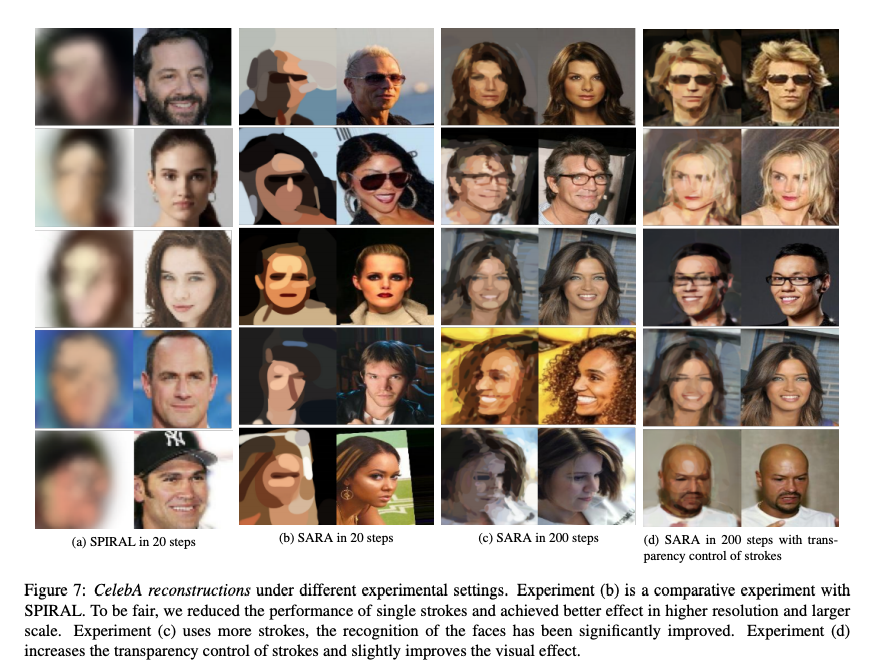 (a) SPIRAL in 20 steps
(b) SARA in 20 steps
(c) SARA in 200 steps
(d) SARA in 200 steps with trans-
parency control of strokes
Figure 7: CelebA reconstructions under different experimental settings. Experiment (b) is a comparative experiment with
SPIRAL. To be fair, we reduced the performance of single strokes and achieved better effect in higher resolution and larger
scale. Experiment (c) uses more strokes, the recognition of the faces has been significantly improved. Experiment (d)
increases the transparency control of strokes and slightly improves the visual effect.